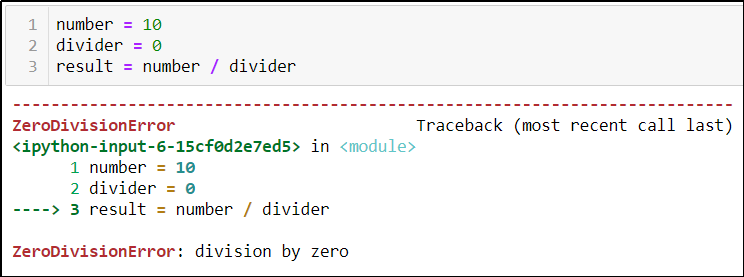 1 number = 10
2 divider = 0
3 result = number / divider
---------------------------------------------------------------------------
ZeroDivisionError                         Traceback (most recent call last)
<ipython-input-6-15cf0d2e7ed5> in <module>
      1 number = 10
      2 divider = 0
----> 3 result = number / divider
ZeroDivisionError: division by zero